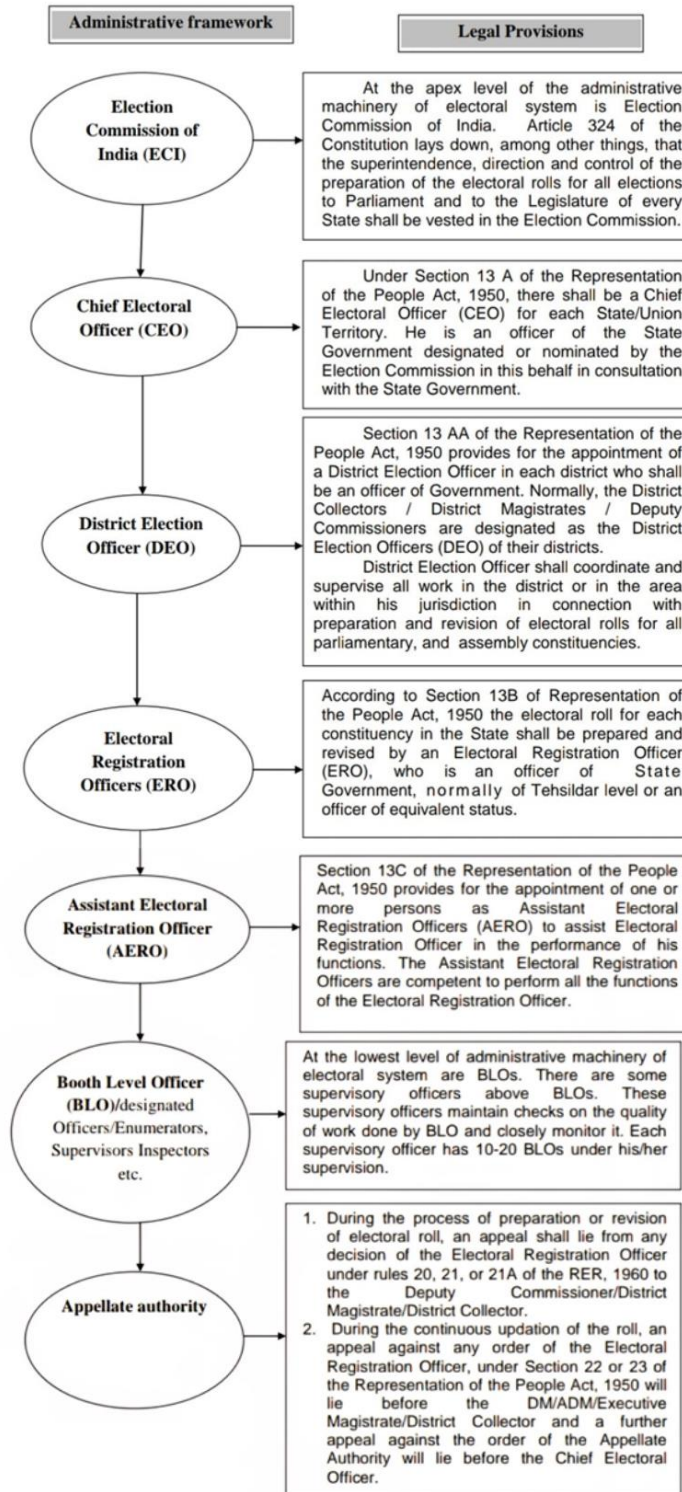 Administrative framework
Legal Provisions
Election
Commission of
India (ECI)
At the apex level of the administrative
machinery of electoral system is Election
Commission of India. Article 324 of the
Constitution lays down, among other things, that
the superintendence, direction and control of the
preparation of the electoral rolls for all elections
to Parliament and to the Legislature of every
State shall be vested in the Election Commission.
Chief Electoral
Officer (CEO)
Under Section 13 A of the Representation
of the People Act, 1950, there shall be a Chief
Electoral Officer (CEO) for each State/Union
Territory. He is an officer of the State
Government designated or nominated by the
Election Commission in this behalf in consultation
with the State Government.
District Election
Officer (DEO)
Section 13 AA of the Representation of the
People Act, 1950 provides for the appointment of
a District Election Officer in each district who shall
be an officer of Government. Normally, the District
Collectors / District Magistrates / Deputy
Commissioners are designated as the District
Election Officers (DEO) of their districts.
District Election Officer shall coordinate and
supervise all work in the district or in the area
within his jurisdiction in connection with
preparation and revision of electoral rolls for all
parliamentary, and assembly constituencies.
Electoral
Registration
Officers (ERO)
According to Section 13B of Representation of
the People Act, 1950 the electoral roll for each
constituency in the State shall be prepared and
revised by an Electoral Registration Officer
(ERO), who is an officer of State
Government, normally of Tehsildar level or an
officer of equivalent status.
Assistant Electoral
Registration Officer
(AERO)
Section 13C of the Representation of the People
Act, 1950 provides for the appointment of one or
more persons as Assistant Electoral
Registration Officers (AERO) to assist Electoral
Registration Officer in the performance of his
functions. The Assistant Electoral Registration
Officers are competent to perform all the functions
of the Electoral Registration Officer.
Booth Level Officer
(BLO)/designated
Officers/Enumerators,
Supervisors Inspectors
etc.
At the lowest level of administrative machinery of
electoral system are BLOs. There are some
supervisory officers above BLOs. These
supervisory officers maintain checks on the quality
of work done by BLO and closely monitor it. Each
supervisory officer has 10-20 BLOs under his/her
supervision.
Appellate authority
1. During the process of preparation or revision
of electoral roll, an appeal shall lie from any
decision of the Electoral Registration Officer
under rules 20, 21, or 21A of the RER, 1960 to
the Deputy Commissioner/District
Magistrate/District Collector.
2. During the continuous updation of the roll, an
appeal against any order of the Electoral
Registration Officer, under Section 22 or 23 of
the Representation of the People Act, 1950 will
lie before the DM/ADM/Executive
Magistrate/District Collector and a further
appeal against the order of the Appellate
Authority will lie before the Chief Electoral
Officer.